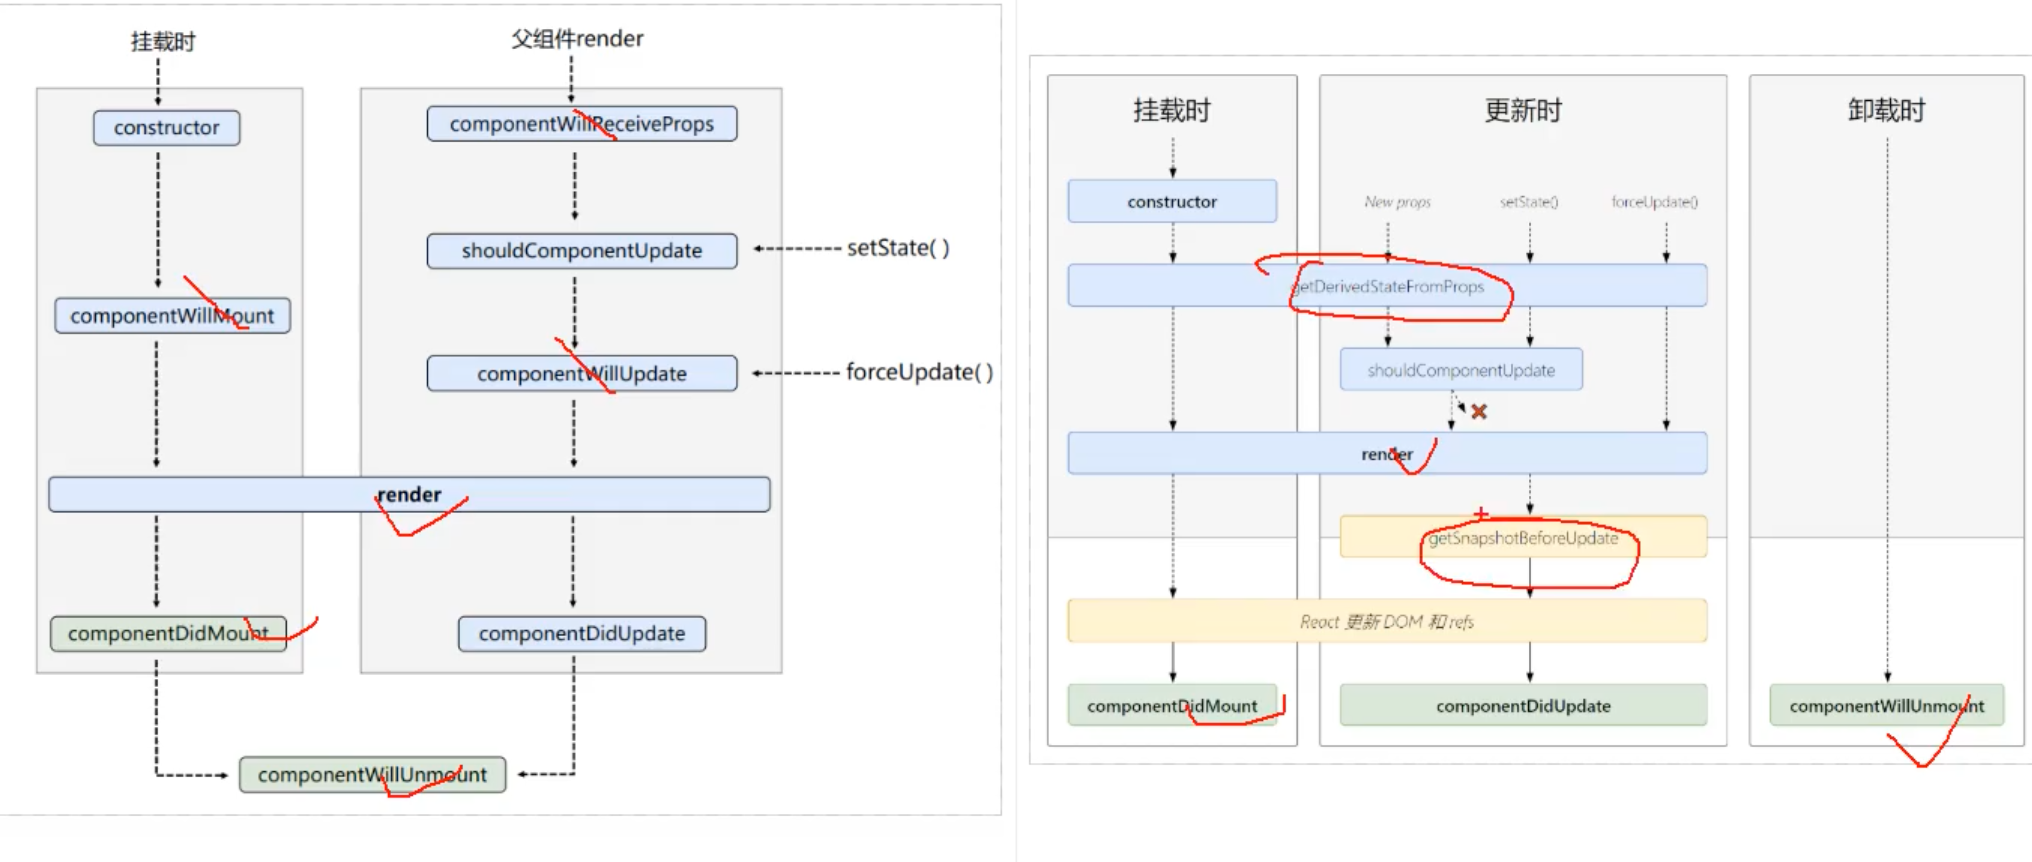 挂载时
父组件render
constructor
componentWillReceiveProps
shouldComponentUpdate
setState( )
componentWillMount
componentWillUpdate
forceUpdate( )
render
componentDidMount
componentDidUpdate
componentWillUnmount
挂载时
更新时
卸载时
constructor
New props
setState()
forceUpdate()
getDerivedStateFromProps
shouldComponentUpdate
render
getSnapshotBeforeUpdate
React 更新 DOM 和 refs
componentDidMount
componentDidUpdate
componentWillUnmount